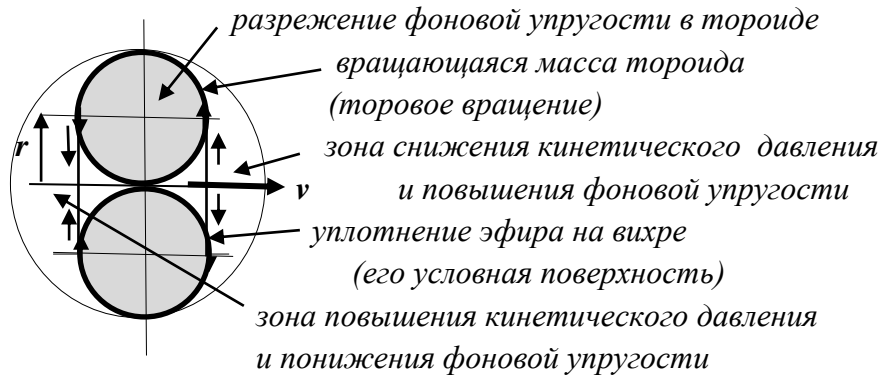 разрежение фоновой упругости в тороиде
вращающаяся масса тороида
(торовое вращение)
r
зона снижения кинетического давления
v и повышения фоновой упругости
уплотнение эфира на вихре
(его условная поверхность)
зона повышения кинетического давления
и понижения фоновой упругости